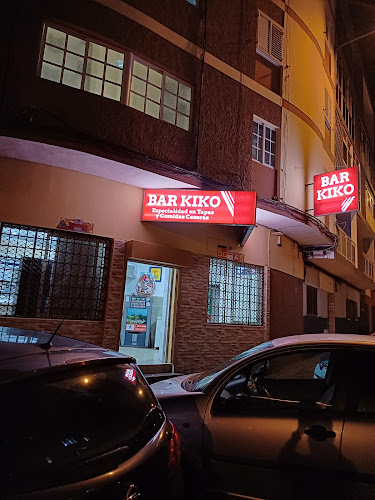 BAR KIKO
Especialidad en Tapas
y Comidas Caseras
BAR
KIKO